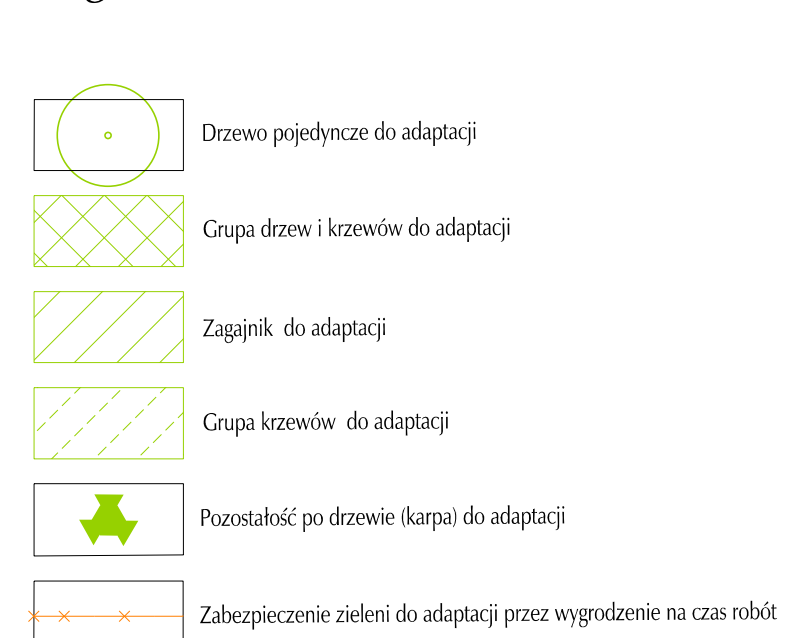 Drzewo pojedyncze do adaptacji
Grupa drzew i krzewów do adaptacji
Zagajnik do adaptacji
Grupa krzewów do adaptacji
Pozostałość po drzewie (karpa) do adaptacji
Zabezpieczenie zieleni do adaptacji przez wygrodzenie na czas robót